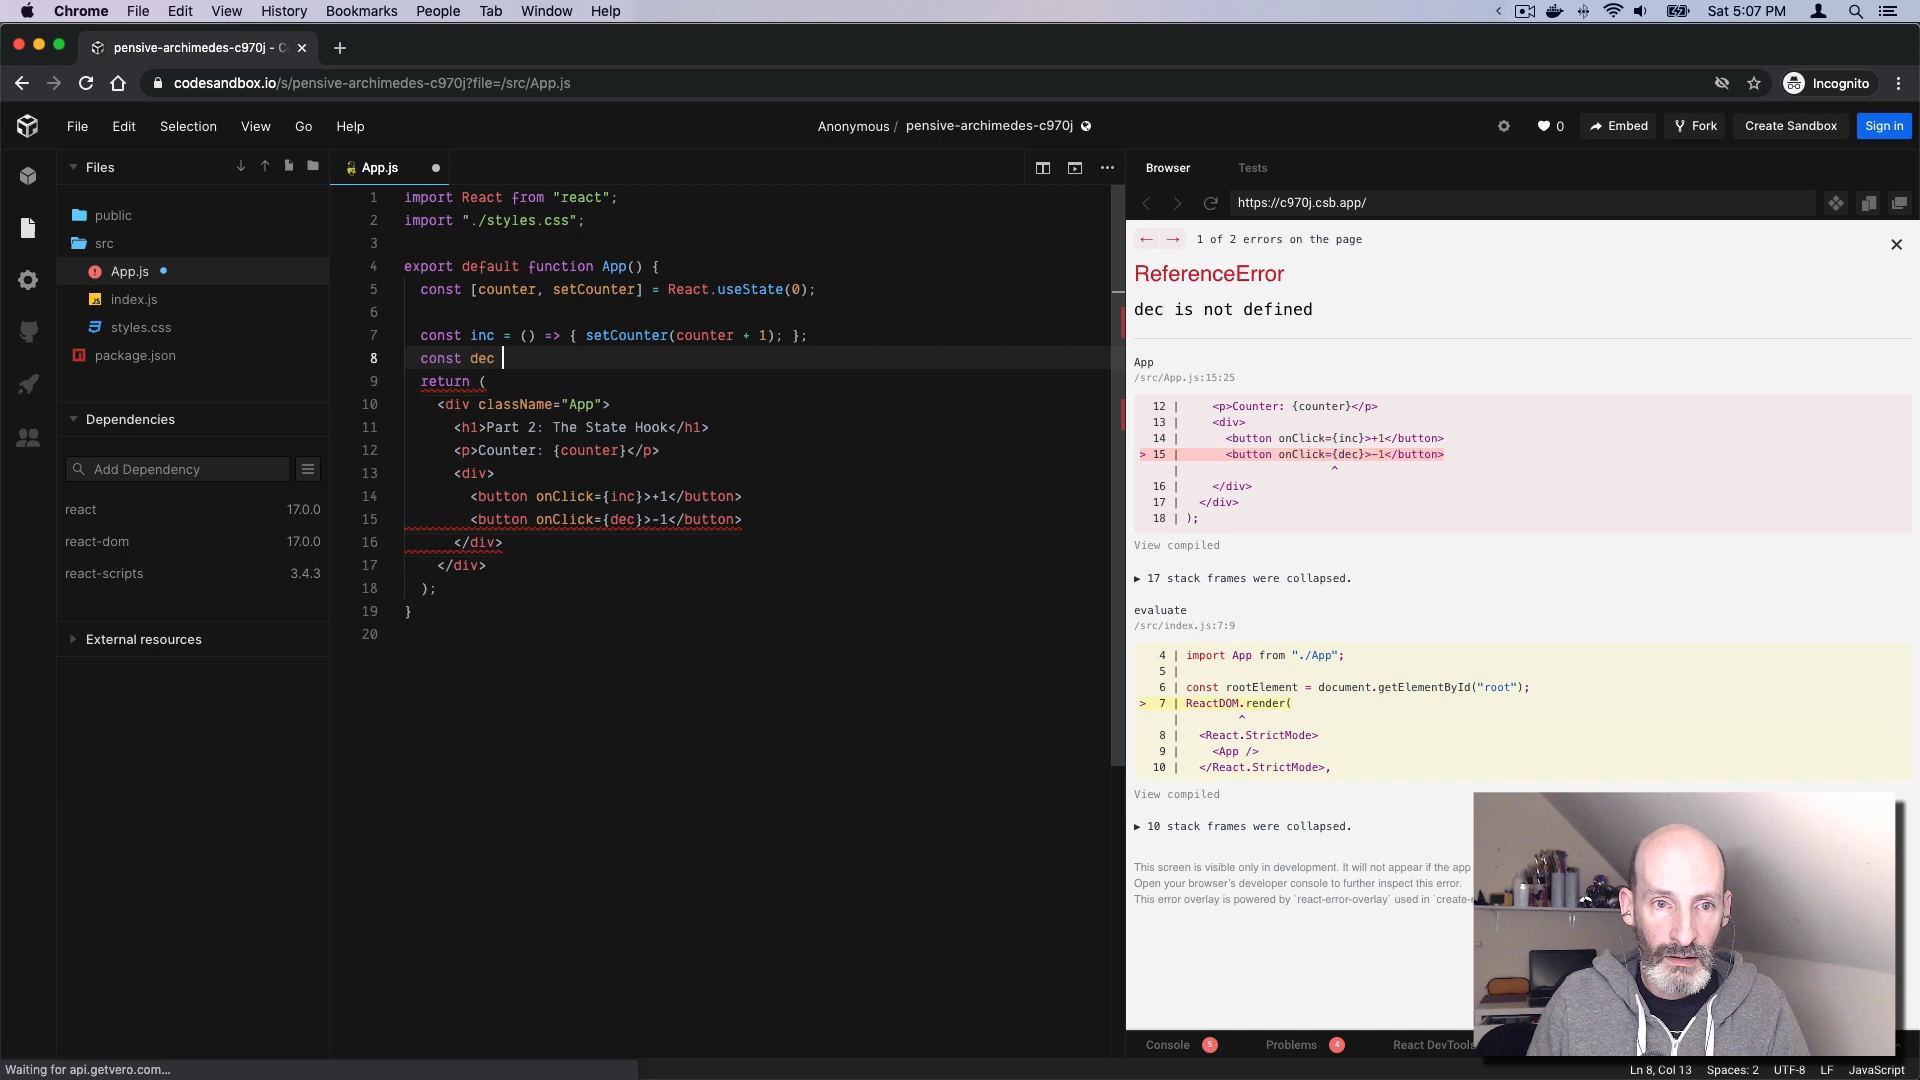 Chrome File Edit View History Bookmarks People Tab Window Help
Sat 5:07 PM
pensive-archimedes-c970j - C
codesandbox.io/s/pensive-archimedes-c970j?file=/src/App.js
Incognito
File Edit Selection View Go Help
Anonymous / pensive-archimedes-c970j
0
Embed
Fork
Create Sandbox
Sign in
Files
public
src
App.js
index.js
styles.css
package.json
Dependencies
Add Dependency
react 17.0.0
react-dom 17.0.0
react-scripts 3.4.3
External resources
App.js
1 import React from "react";
2 import "./styles.css";
3
4 export default function App() {
5 const [counter, setCounter] = React.useState(0);
6
7 const inc = () => { setCounter(counter + 1); };
8 const dec
9 return (
10 <div className="App">
11 <h1>Part 2: The State Hook</h1>
12 <p>Counter: {counter}</p>
13 <div>
14 <button onClick={inc}>+1</button>
15 <button onClick={dec}>-1</button>
16 </div>
17 </div>
18 );
19 }
20
Browser Tests
https://c970j.csb.app/
← → 1 of 2 errors on the page
ReferenceError
dec is not defined
App
/src/App.js:15:25
12 | <p>Counter: {counter}</p>
13 | <div>
14 | <button onClick={inc}>+1</button>
> 15 | <button onClick={dec}>-1</button>
| ^
16 | </div>
17 | </div>
18 | );
View compiled
▶ 17 stack frames were collapsed.
evaluate
/src/index.js:7:9
4 | import App from "./App";
5 |
6 | const rootElement = document.getElementById("root");
> 7 | ReactDOM.render(
| ^
8 | <React.StrictMode>
9 | <App />
10 | </React.StrictMode>,
View compiled
▶ 10 stack frames were collapsed.
This screen is visible only in development. It will not appear if the app
Open your browser's developer console to further inspect this error.
This error overlay is powered by `react-error-overlay` used in `create-r
Console 5 Problems 4 React DevTools
Waiting for api.getvero.com...
Ln 8, Col 13 Spaces: 2 UTF-8 LF JavaScript